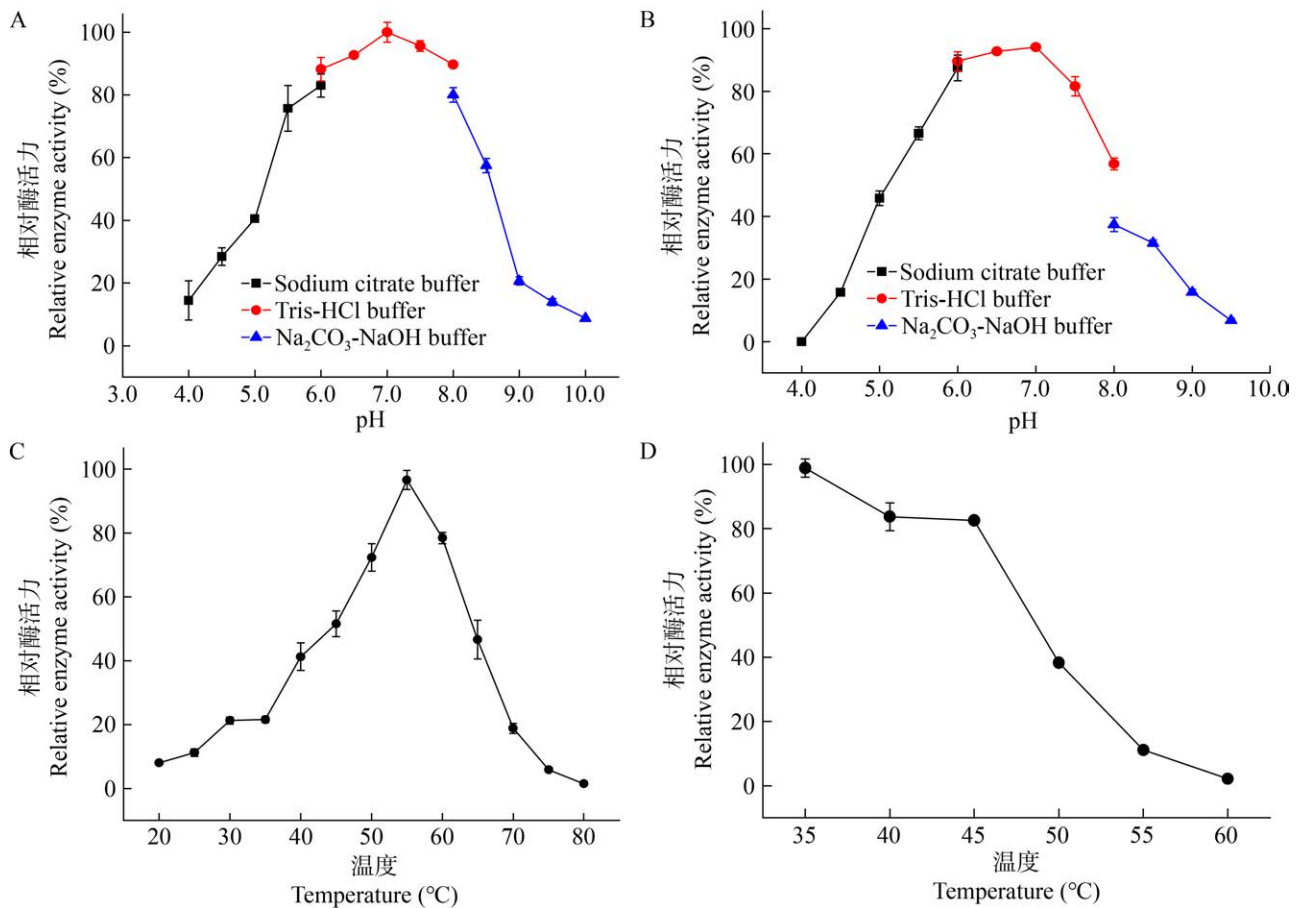 A
相对酶活力
Relative enzyme activity (%)
100
80
60
40
20
0
Sodium citrate buffer
Tris-HCl buffer
Na₂CO₃-NaOH buffer
3.0 4.0 5.0 6.0 7.0 8.0 9.0 10.0
pH
B
相对酶活力
Relative enzyme activity (%)
100
80
60
40
20
0
Sodium citrate buffer
Tris-HCl buffer
Na₂CO₃-NaOH buffer
4.0 5.0 6.0 7.0 8.0 9.0 10.0
pH
C
相对酶活力
Relative enzyme activity (%)
100
80
60
40
20
0
20 30 40 50 60 70 80
温度
Temperature (℃)
D
相对酶活力
Relative enzyme activity (%)
100
80
60
40
20
0
35 40 45 50 55 60
温度
Temperature (℃)